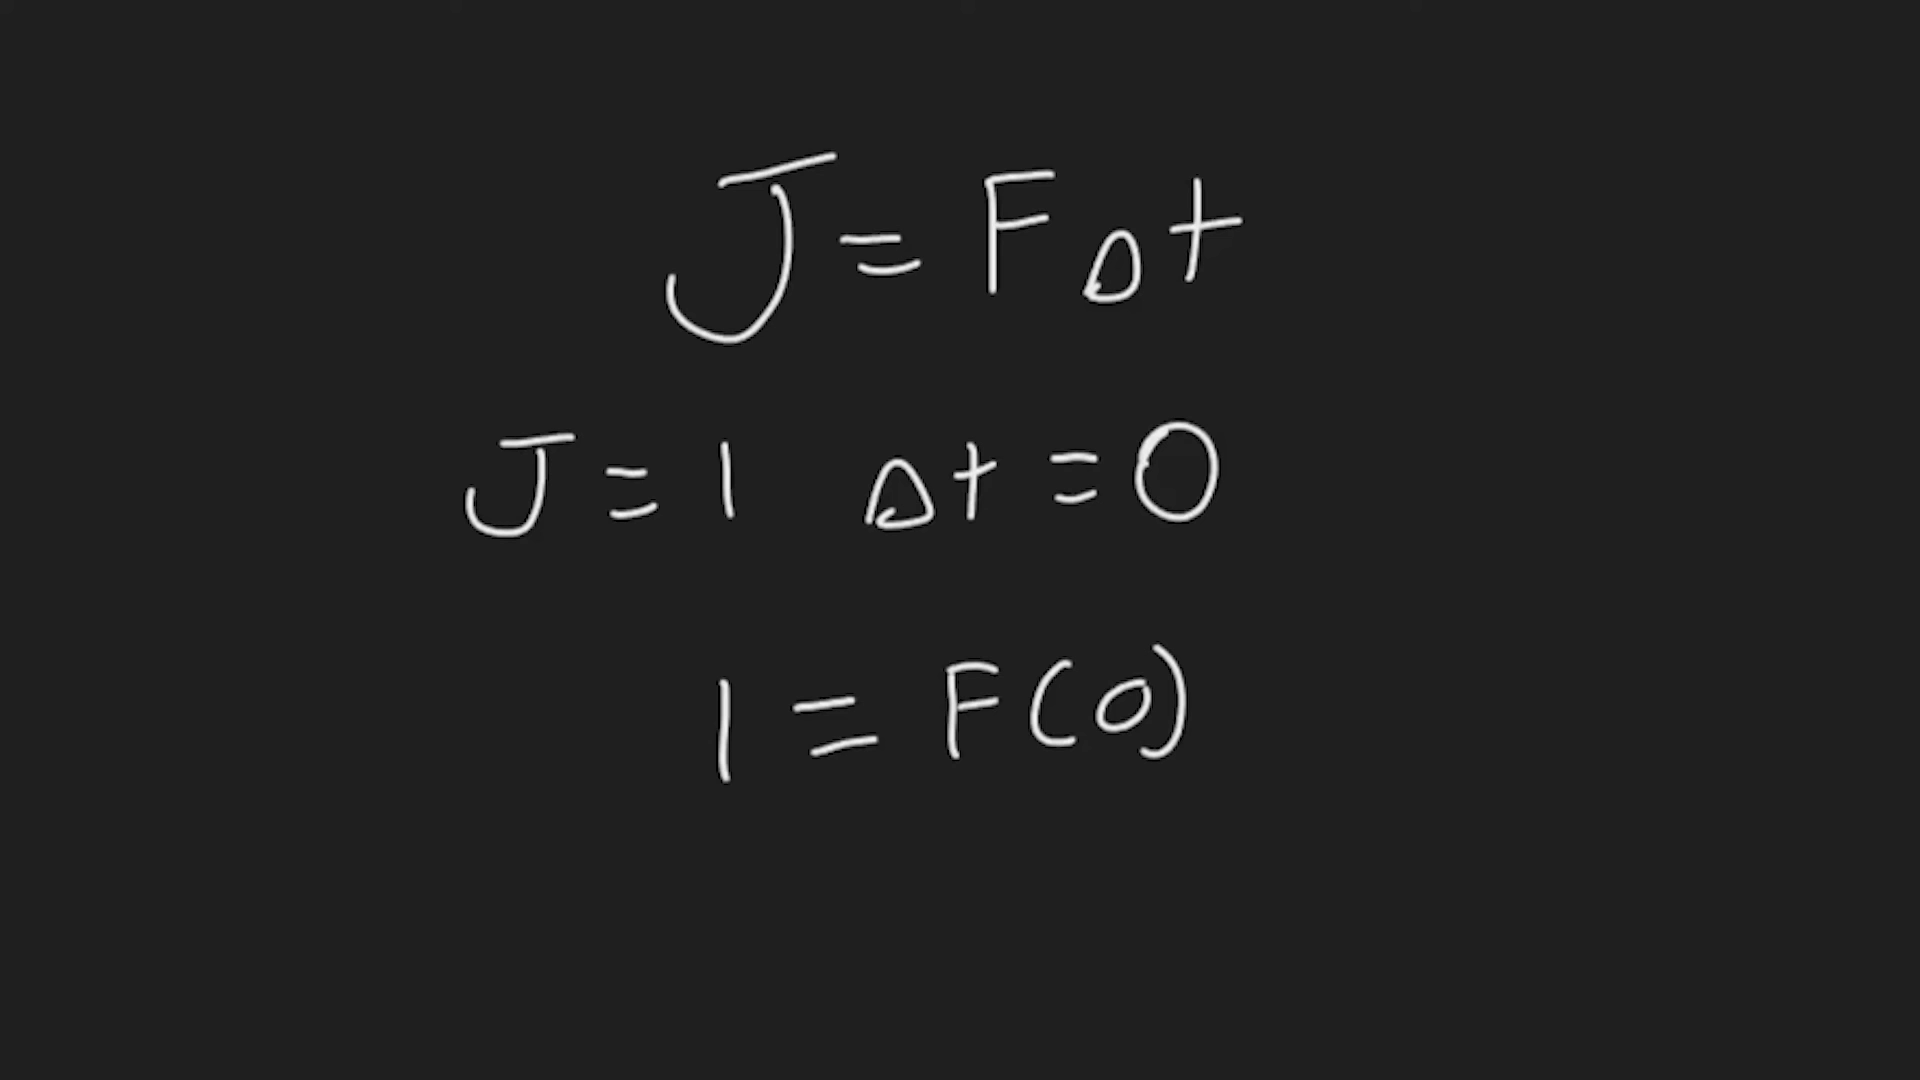 J = FΔt
J = 1 Δt = 0
1 = F(0)